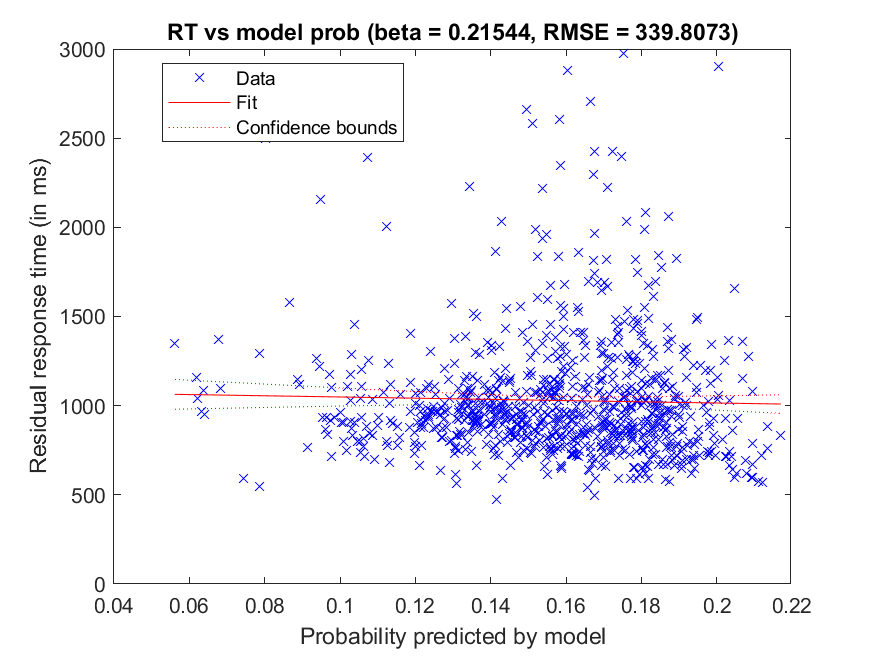 RT vs model prob (beta = 0.21544, RMSE = 339.8073)
3000
2500
2000
1500
1000
500
0
Residual response time (in ms)
Data
Fit
Confidence bounds
0.04 0.06 0.08 0.1 0.12 0.14 0.16 0.18 0.2 0.22
Probability predicted by model